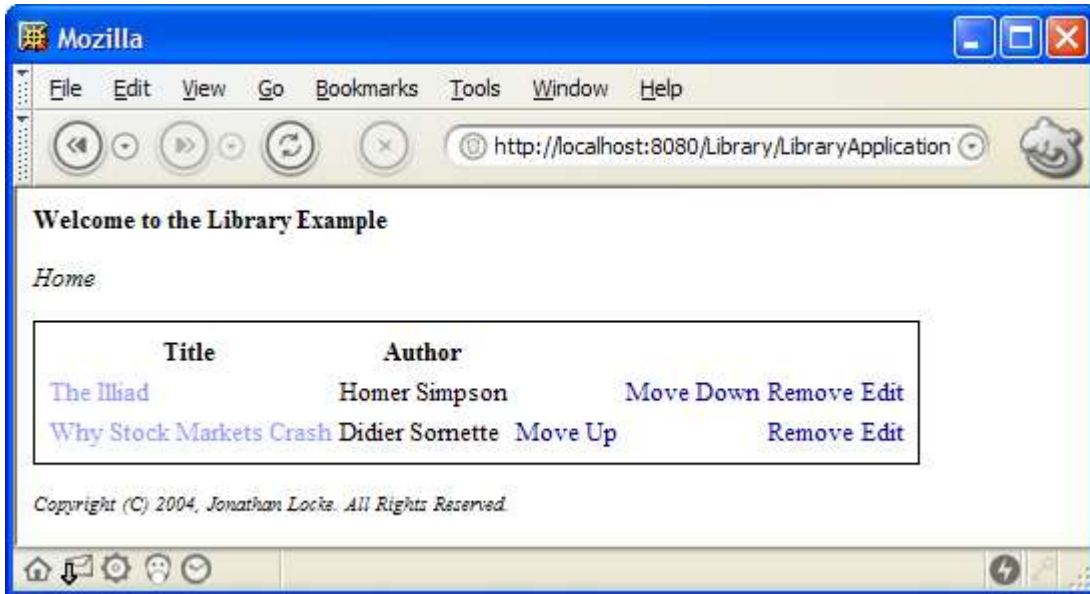 Mozilla
File Edit View Go Bookmarks Tools Window Help
http://localhost:8080/Library/LibraryApplication
Welcome to the Library Example
Home
Title Author
The Illiad Homer Simpson Move Down Remove Edit
Why Stock Markets Crash Didier Sornette Move Up Remove Edit
Copyright (C) 2004, Jonathan Locke. All Rights Reserved.